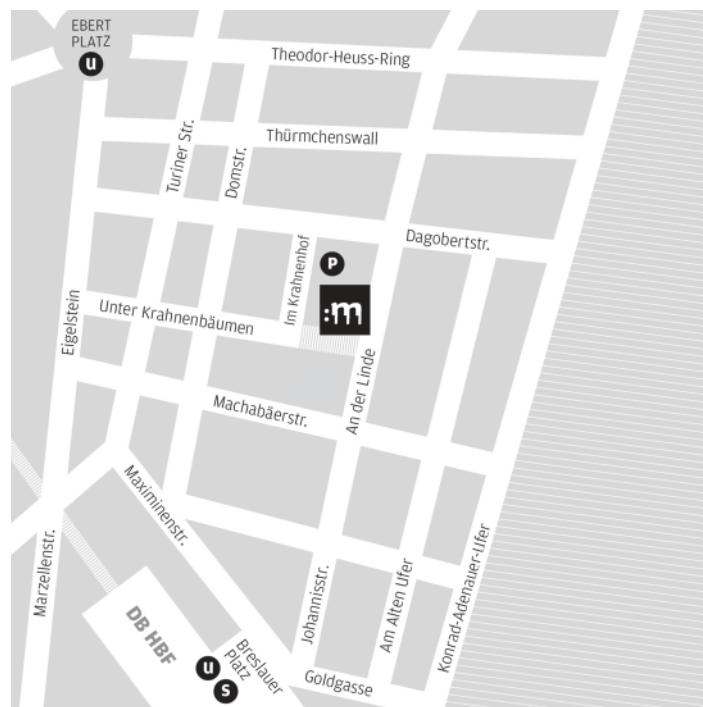 EBERT
PLATZ
u
Theodor-Heuss-Ring
Thürmchenswall
Turiner Str.
Domstr.
Dagobertstr.
Im Krahnenhof
P
:m
Unter Krahnenbäumen
Eigelstein
An der Linde
Machabäerstr.
Maximinenstr.
Marzellenstr.
Johannisstr.
Am Alten Ufer
Konrad-Adenauer-Ufer
DB HBF
Breslauer
Platz
u
s
Goldgasse